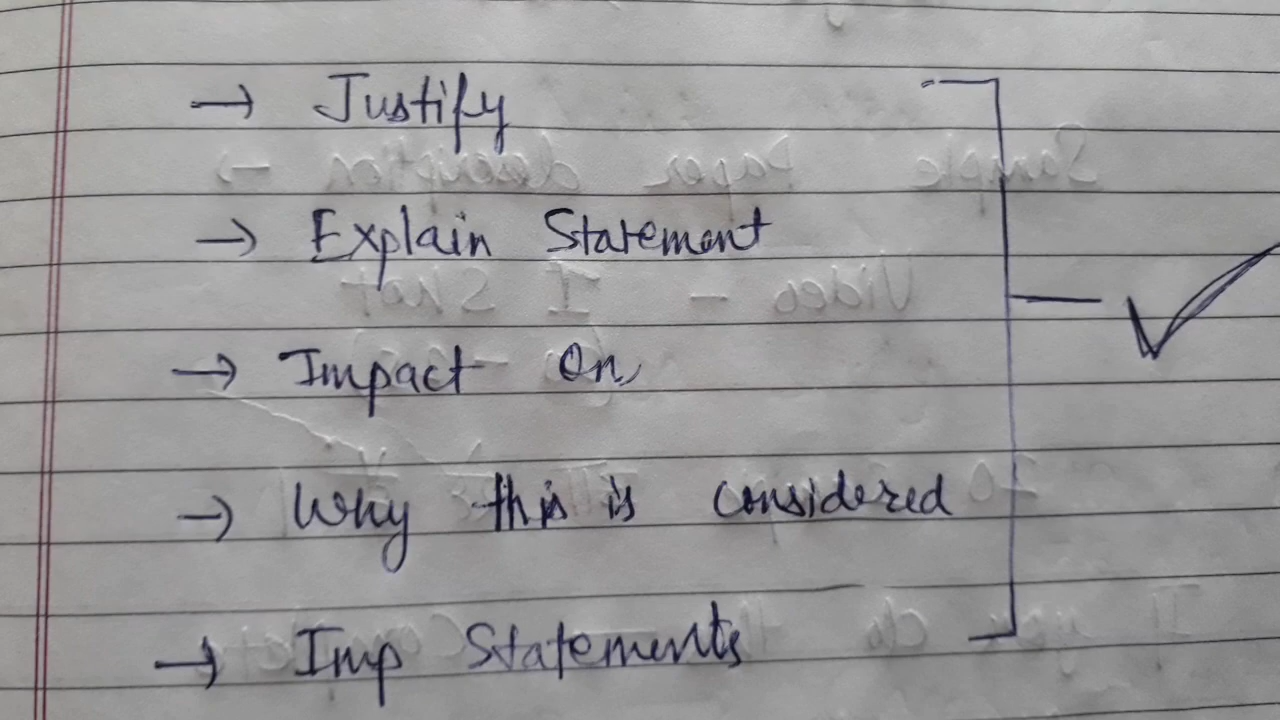 → Justify
→ Explain Statement
→ Impact On
→ Why this is considered
→ Imp Statements